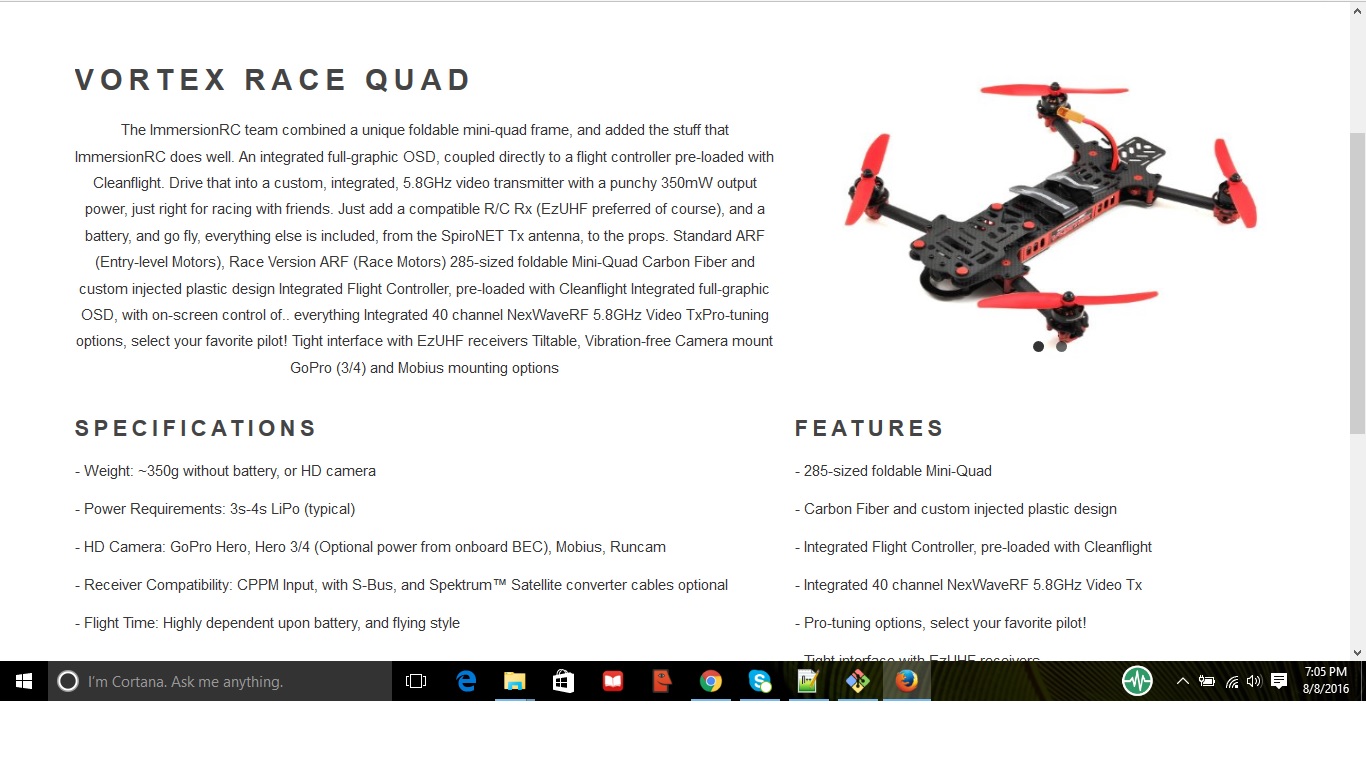 VORTEX RACE QUAD
The ImmersionRC team combined a unique foldable mini-quad frame, and added the stuff that
ImmersionRC does well. An integrated full-graphic OSD, coupled directly to a flight controller pre-loaded with
Cleanflight. Drive that into a custom, integrated, 5.8GHz video transmitter with a punchy 350mW output
power, just right for racing with friends. Just add a compatible R/C Rx (EzUHF preferred of course), and a
battery, and go fly, everything else is included, from the SpiroNET Tx antenna, to the props. Standard ARF
(Entry-level Motors), Race Version ARF (Race Motors) 285-sized foldable Mini-Quad Carbon Fiber and
custom injected plastic design Integrated Flight Controller, pre-loaded with Cleanflight Integrated full-graphic
OSD, with on-screen control of.. everything Integrated 40 channel NexWaveRF 5.8GHz Video TxPro-tuning
options, select your favorite pilot! Tight interface with EzUHF receivers Tiltable, Vibration-free Camera mount
GoPro (3/4) and Mobius mounting options
SPECIFICATIONS
- Weight: ~350g without battery, or HD camera
- Power Requirements: 3s-4s LiPo (typical)
- HD Camera: GoPro Hero, Hero 3/4 (Optional power from onboard BEC), Mobius, Runcam
- Receiver Compatibility: CPPM Input, with S-Bus, and Spektrum™ Satellite converter cables optional
- Flight Time: Highly dependent upon battery, and flying style
FEATURES
- 285-sized foldable Mini-Quad
- Carbon Fiber and custom injected plastic design
- Integrated Flight Controller, pre-loaded with Cleanflight
- Integrated 40 channel NexWaveRF 5.8GHz Video Tx
- Pro-tuning options, select your favorite pilot!
- Tight interface with EzUHF receivers
I'm Cortana. Ask me anything.
7:05 PM
8/8/2016